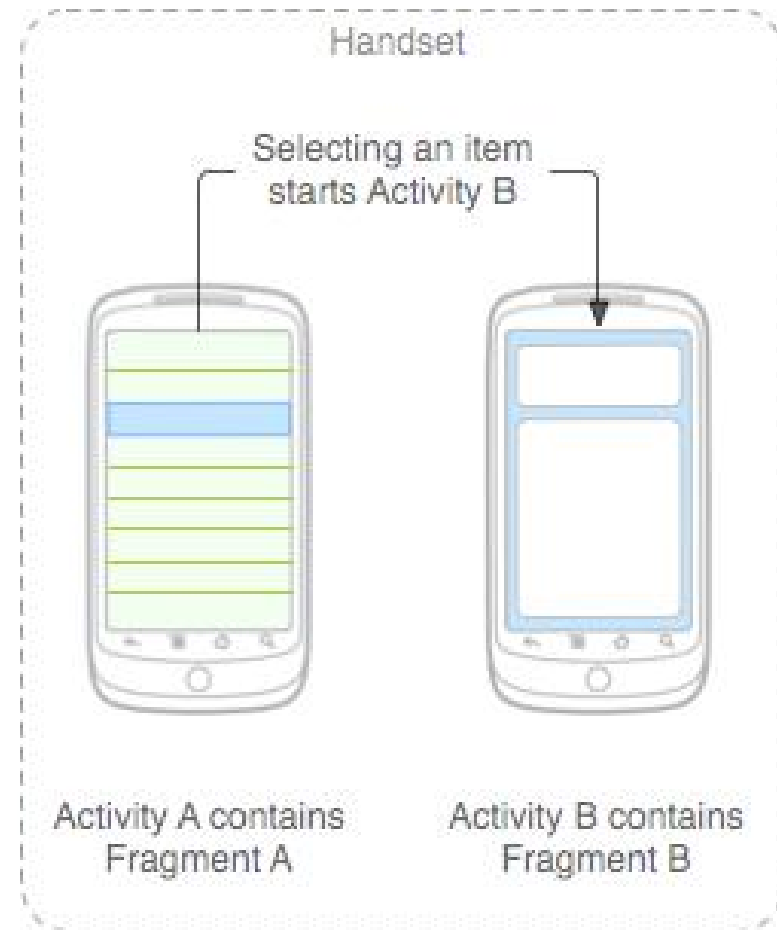 Handset
Selecting an item
starts Activity B
Activity A contains
Fragment A
Activity B contains
Fragment B